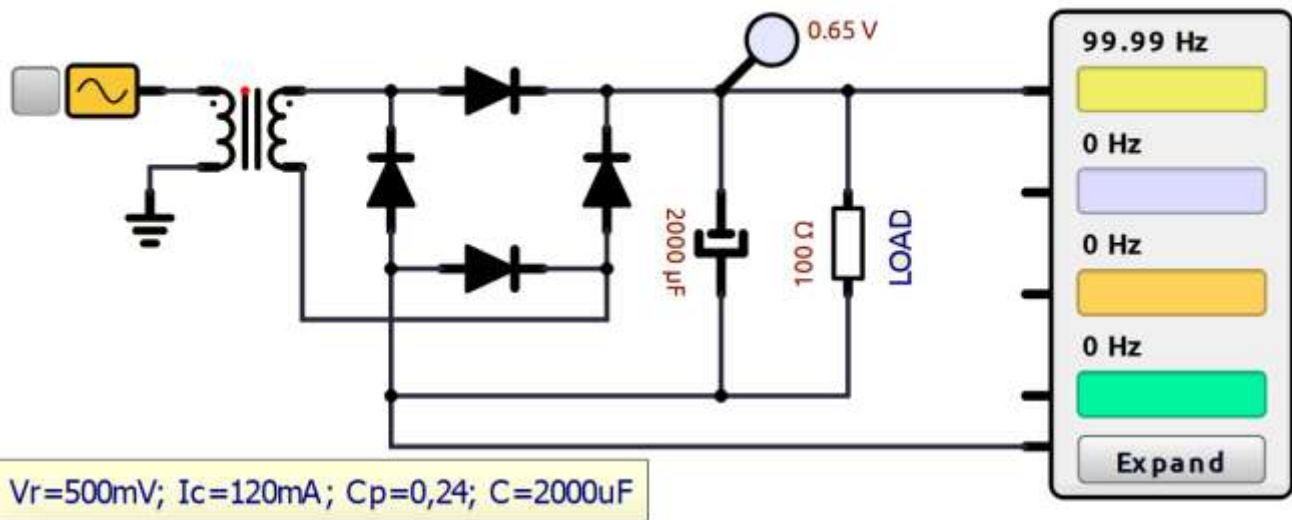 0.65 V
99.99 Hz
0 Hz
0 Hz
0 Hz
Expand
2000 µF
100 Ω
LOAD
Vr=500mV; Ic=120mA; Cp=0,24; C=2000uF